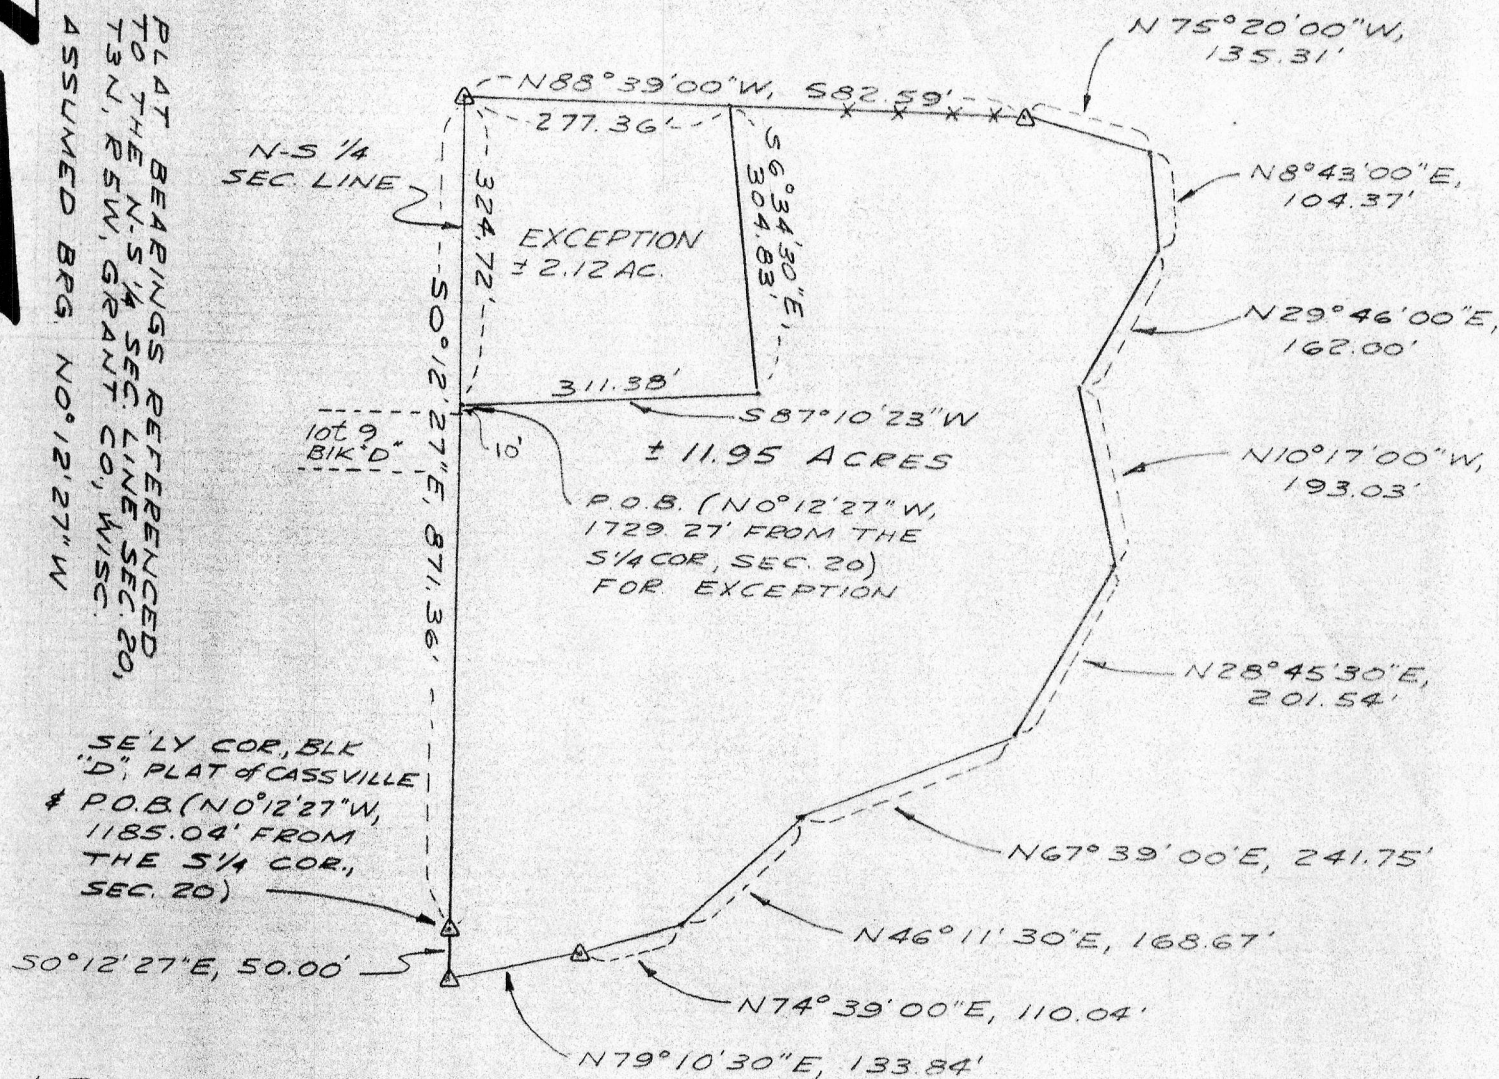 PLAT BEARINGS REFERENCED
TO THE N-S 1/4 SEC. LINE SEC. 20,
T3N, R5W, GRANT CO., WISC.
ASSUMED BRG N0°12'27"W
N88°39'00"W, 582.59'
277.36'
N 75°20'00"W,
135.31'
N-S 1/4
SEC. LINE
324.72'
S6°34'30"E,
304.83'
EXCEPTION
± 2.12 AC.
N8°43'00"E,
104.37'
N29°46'00"E,
162.00'
S0°12'27"E, 871.36'
311.38'
S87°10'23"W
lot 9
BlK "D"
10'
± 11.95 ACRES
N10°17'00"W,
193.03'
P.O.B. (N0°12'27"W,
1729.27' FROM THE
S1/4 COR, SEC. 20)
FOR EXCEPTION
N28°45'30"E,
201.54'
SE'LY COR., BLK
"D", PLAT of CASSVILLE
& P.O.B. (N0°12'27"W,
1185.04' FROM
THE S1/4 COR.,
SEC. 20)
N67°39'00'E, 241.75'
N46°11'30"E, 168.67'
S0°12'27"E, 50.00'
N74°39'00"E, 110.04'
N79°10'30"E, 133.84'